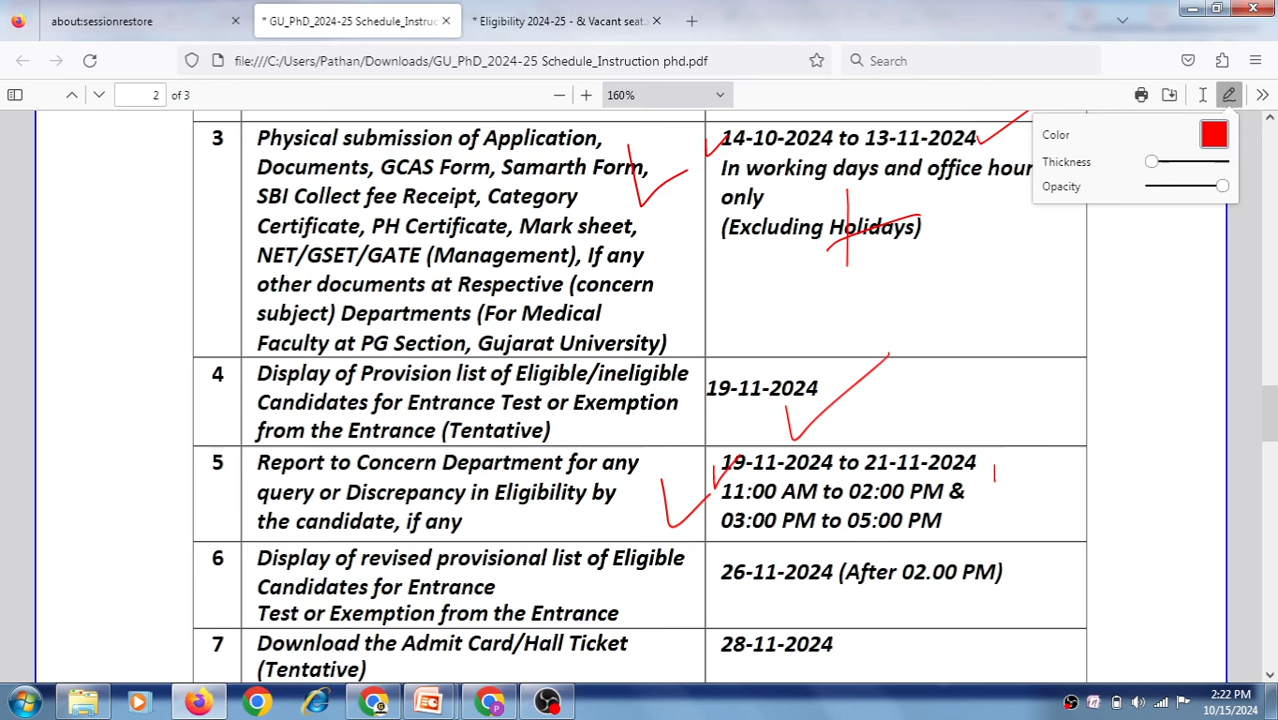 about:sessionrestore
* GU_PhD_2024-25 Schedule_Instruct
* Eligibility 2024-25 - & Vacant seat.
file:///C:/Users/Pathan/Downloads/GU_PhD_2024-25 Schedule_Instruction phd.pdf
Search
2 of 3
160%
Color
Thickness
Opacity
3 Physical submission of Application, 14-10-2024 to 13-11-2024
Documents, GCAS Form, Samarth Form, In working days and office hour
SBI Collect fee Receipt, Category only
Certificate, PH Certificate, Mark sheet, (Excluding Holidays)
NET/GSET/GATE (Management), If any
other documents at Respective (concern
subject) Departments (For Medical
Faculty at PG Section, Gujarat University)
4 Display of Provision list of Eligible/ineligible
Candidates for Entrance Test or Exemption 19-11-2024
from the Entrance (Tentative)
5 Report to Concern Department for any 19-11-2024 to 21-11-2024
query or Discrepancy in Eligibility by 11:00 AM to 02:00 PM &
the candidate, if any 03:00 PM to 05:00 PM
6 Display of revised provisional list of Eligible
Candidates for Entrance 26-11-2024 (After 02.00 PM)
Test or Exemption from the Entrance
7 Download the Admit Card/Hall Ticket 28-11-2024
(Tentative)
2:22 PM
10/15/2024